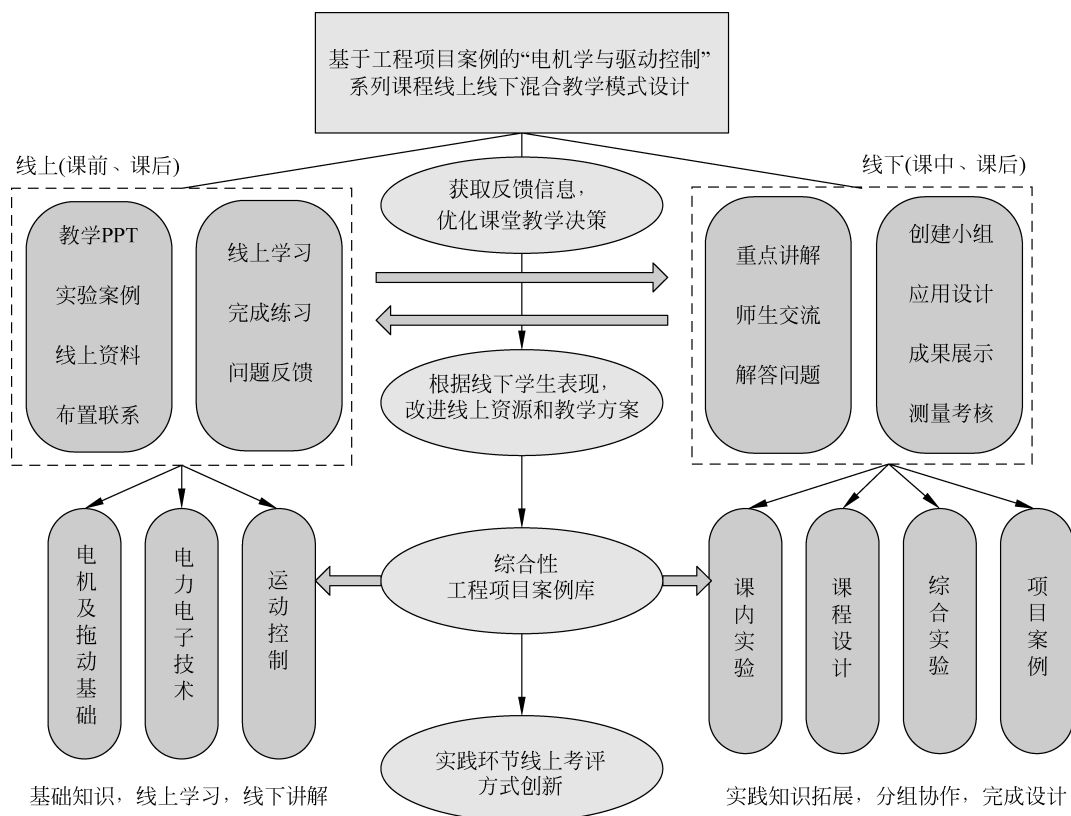 基于工程项目案例的“电机学与驱动控制”
系列课程线上线下混合教学模式设计
线上(课前、课后)
线下(课中、课后)
获取反馈信息，
优化课堂教学决策
教学PPT
实验案例
线上资料
布置联系
线上学习
完成练习
问题反馈
重点讲解
师生交流
解答问题
创建小组
应用设计
成果展示
测量考核
根据线下学生表现，
改进线上资源和教学方案
电机及拖动基础
电力电子技术
运动控制
综合性
工程项目案例库
课内实验
课程设计
综合实验
项目案例
实践环节线上考评
方式创新
基础知识，线上学习，线下讲解
实践知识拓展，分组协作，完成设计